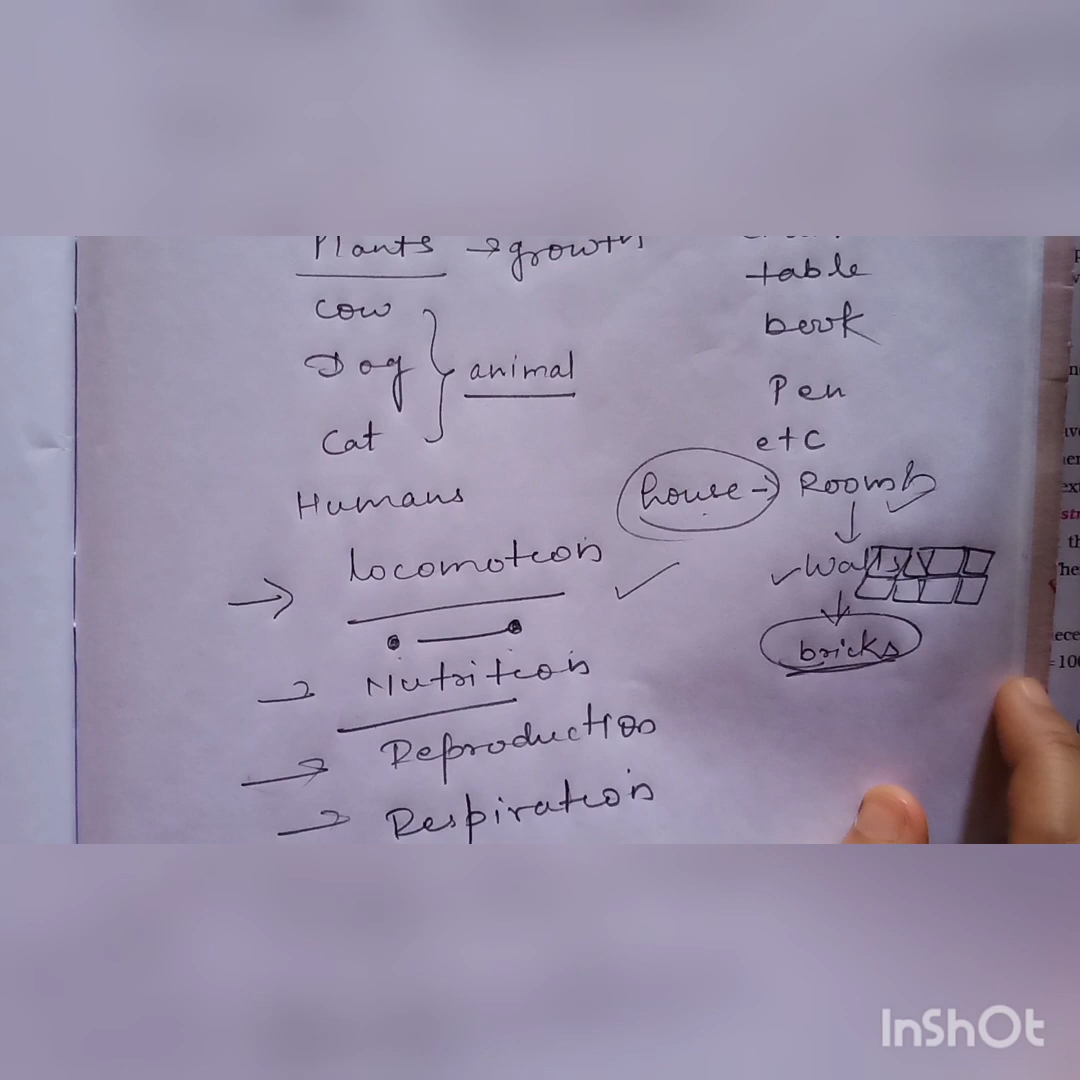 Plants → growth
cow
Dog
Cat
animal
Humans
locomotion
Nutrition
Reproduction
Respiration
table
book
Pen
etc
house → Rooms
walls
bricks
InShOt